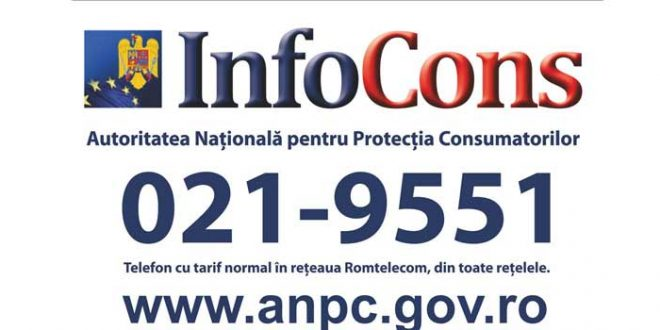 InfoCons
Autoritatea Națională pentru Protecția Consumatorilor
021-9551
Telefon cu tarif normal în rețeaua Romtelecom, din toate rețelele.
www.anpc.gov.ro